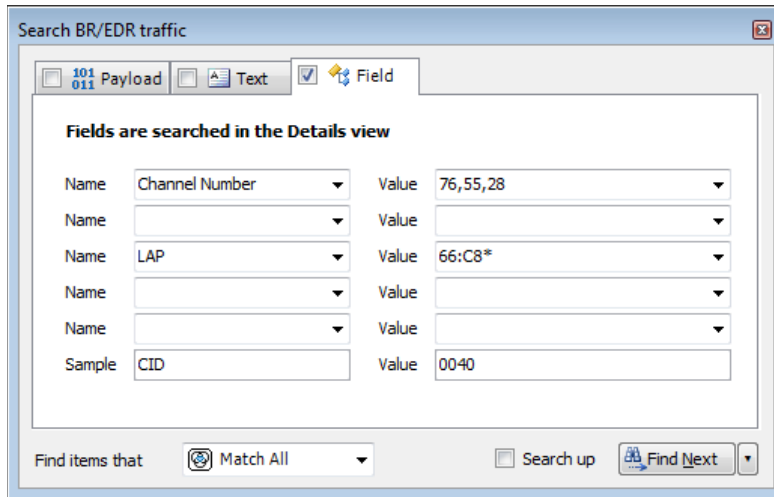 Search BR/EDR traffic
101 011 Payload A Text Field
Fields are searched in the Details view
Name Channel Number Value 76,55,28
Name Value
Name LAP Value 66:C8*
Name Value
Name Value
Sample CID Value 0040
Find items that Match All Search up Find Next